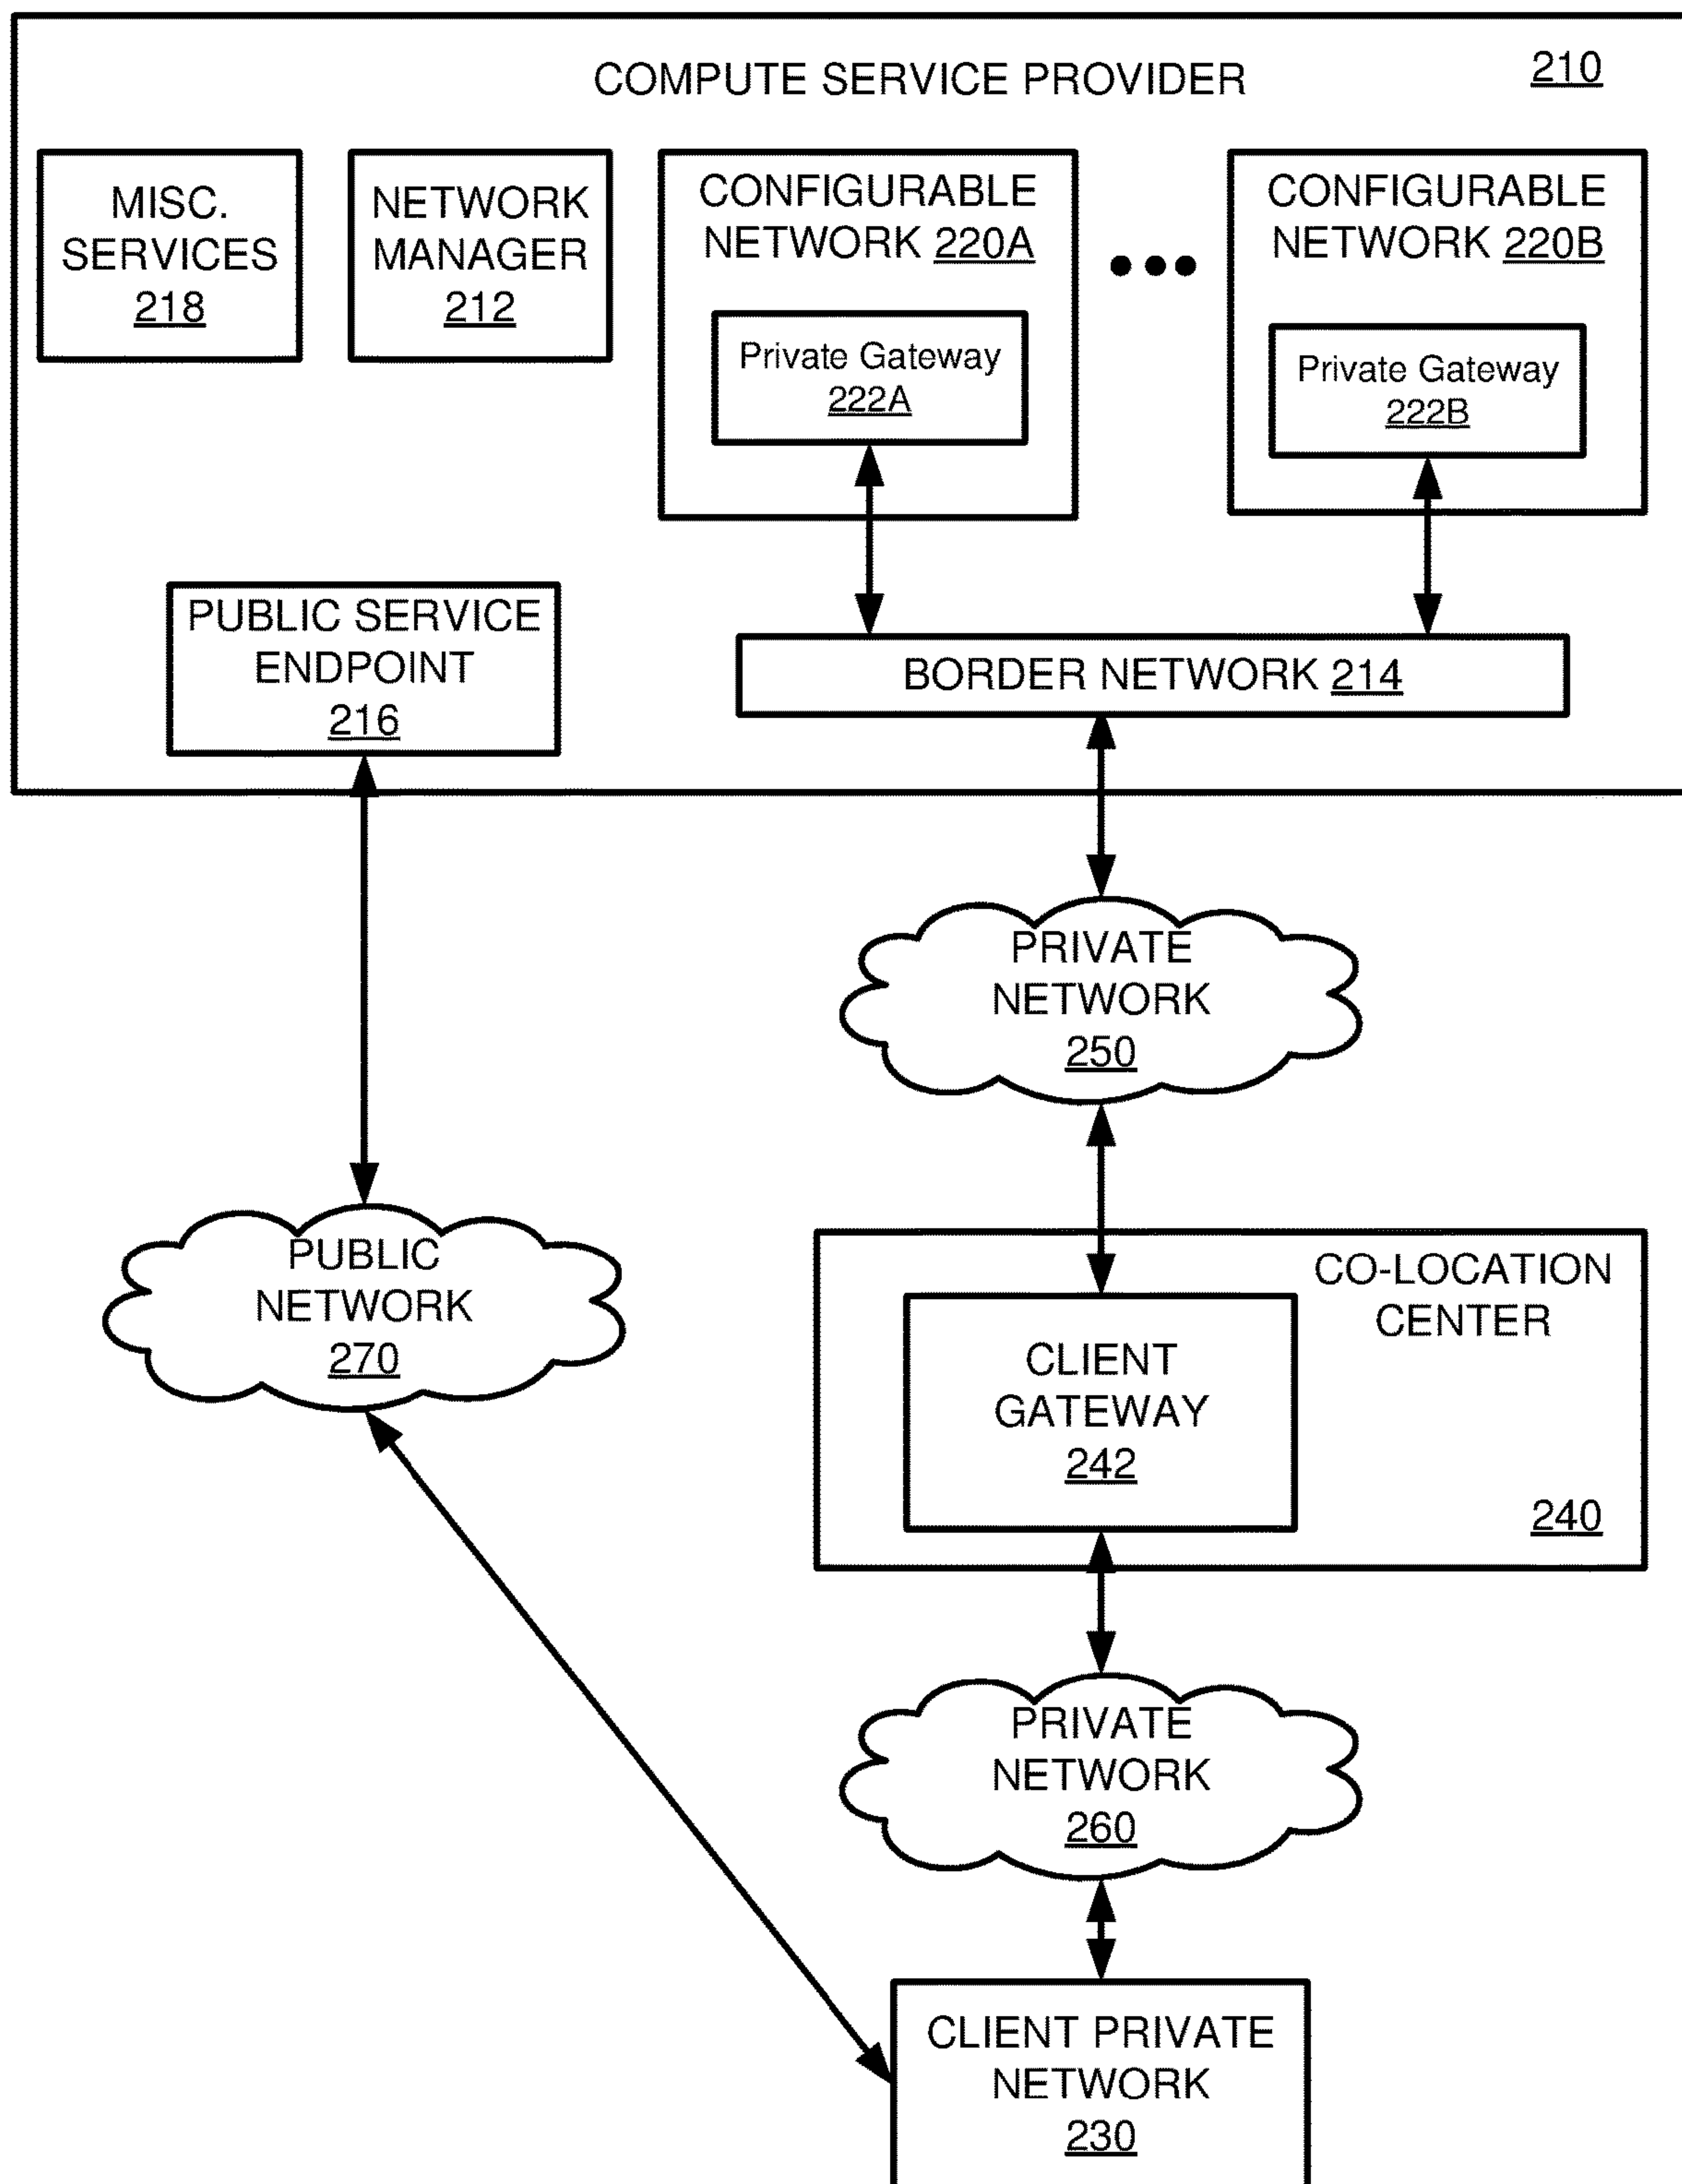 COMPUTE SERVICE PROVIDER
210
MISC.
SERVICES
218
NETWORK
MANAGER
212
CONFIGURABLE
NETWORK 220A
Private Gateway
222A
CONFIGURABLE
NETWORK 220B
Private Gateway
222B
PUBLIC SERVICE
ENDPOINT
216
BORDER NETWORK 214
PRIVATE
NETWORK
250
PUBLIC
NETWORK
270
CO-LOCATION
CENTER
CLIENT
GATEWAY
242
240
PRIVATE
NETWORK
260
CLIENT PRIVATE
NETWORK
230